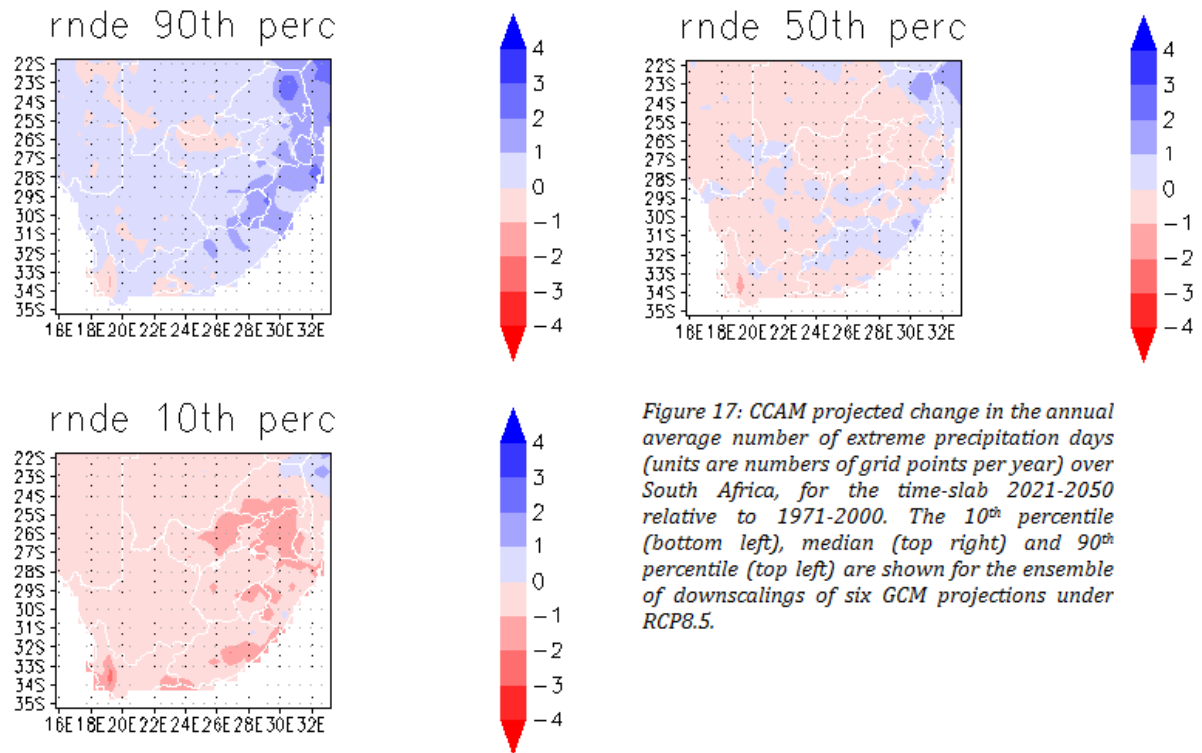 rnde 90th perc
22S
23S
24S
25S
26S
27S
28S
29S
30S
31S
32S
33S
34S
35S
16E 18E 20E 22E 24E 26E 28E 30E 32E
4
3
2
1
0
−1
−2
−3
−4
rnde 50th perc
22S
23S
24S
25S
26S
27S
28S
29S
30S
31S
32S
33S
34S
35S
16E 18E 20E 22E 24E 26E 28E 30E 32E
4
3
2
1
0
−1
−2
−3
−4
rnde 10th perc
22S
23S
24S
25S
26S
27S
28S
29S
30S
31S
32S
33S
34S
35S
16E 18E 20E 22E 24E 26E 28E 30E 32E
4
3
2
1
0
−1
−2
−3
−4
Figure 17: CCAM projected change in the annual
average number of extreme precipitation days
(units are numbers of grid points per year) over
South Africa, for the time-slab 2021-2050
relative to 1971-2000. The 10th percentile
(bottom left), median (top right) and 90th
percentile (top left) are shown for the ensemble
of downscalings of six GCM projections under
RCP8.5.